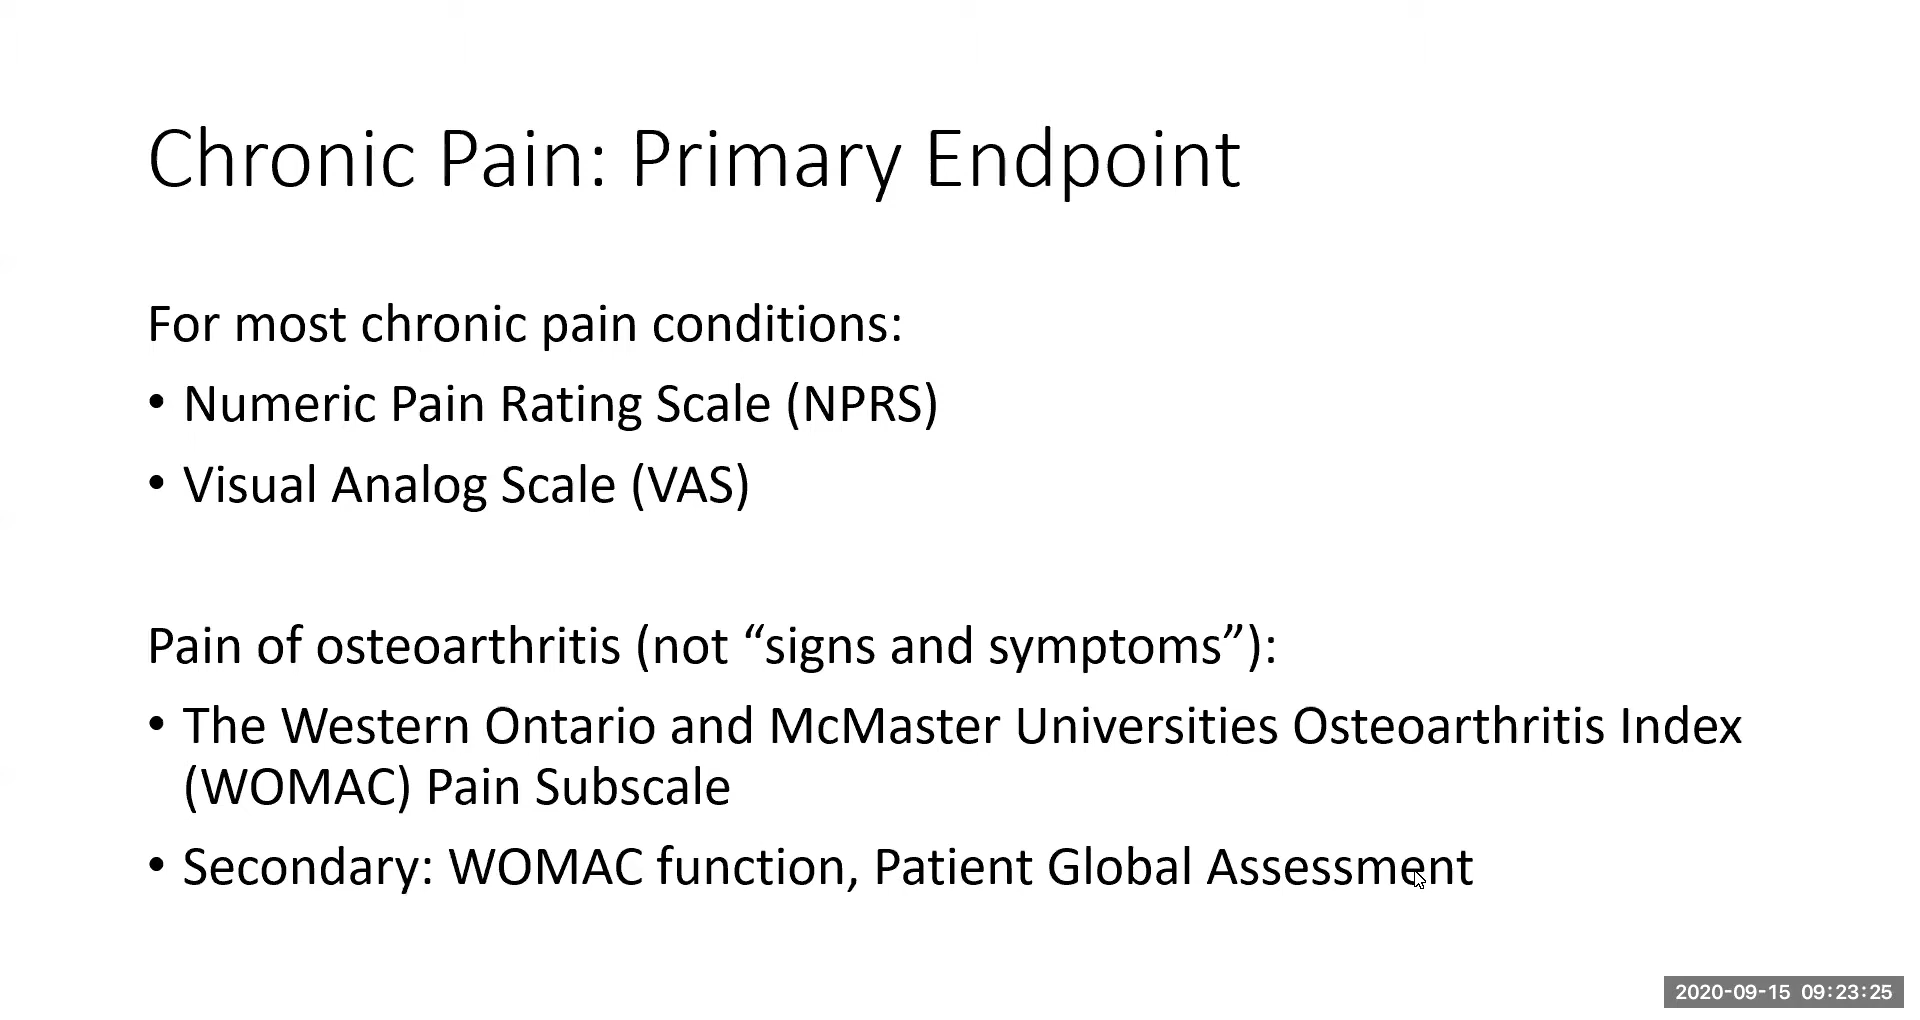 Chronic Pain: Primary Endpoint
For most chronic pain conditions:
• Numeric Pain Rating Scale (NPRS)
• Visual Analog Scale (VAS)
Pain of osteoarthritis (not “signs and symptoms”):
• The Western Ontario and McMaster Universities Osteoarthritis Index
(WOMAC) Pain Subscale
• Secondary: WOMAC function, Patient Global Assessment
2020-09-15 09:23:25